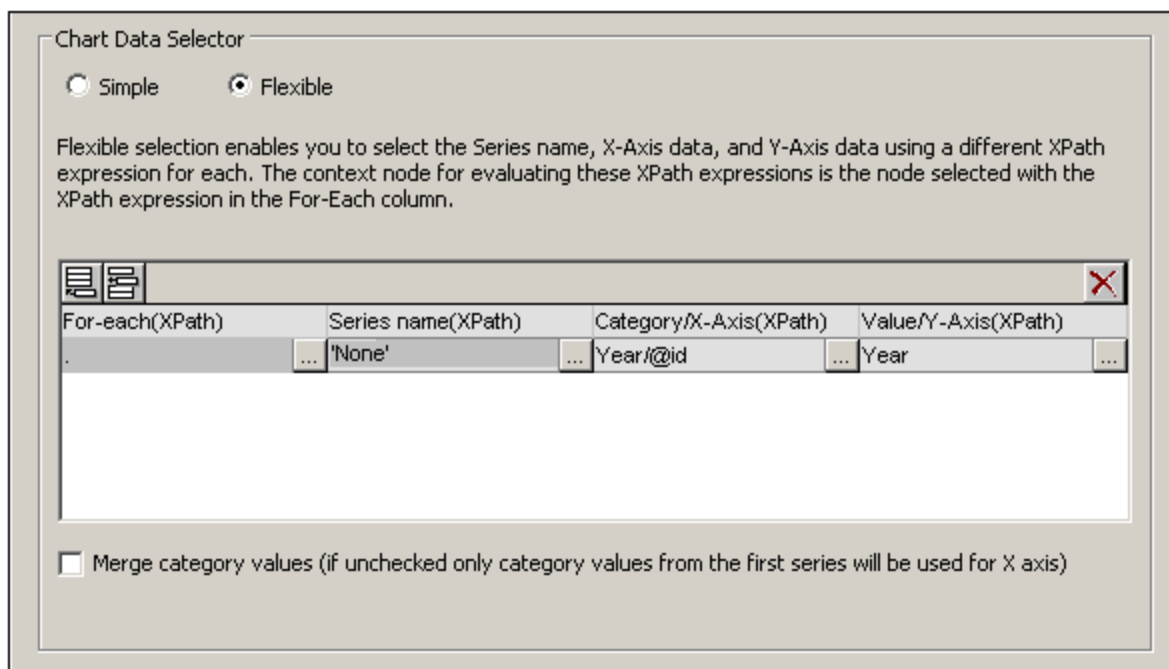 Chart Data Selector
Simple Flexible
Flexible selection enables you to select the Series name, X-Axis data, and Y-Axis data using a different XPath
expression for each. The context node for evaluating these XPath expressions is the node selected with the
XPath expression in the For-Each column.
For-each(XPath) Series name(XPath) Category/X-Axis(XPath) Value/Y-Axis(XPath)
. ... 'None' ... Year/@id ... Year ...
Merge category values (if unchecked only category values from the first series will be used for X axis)